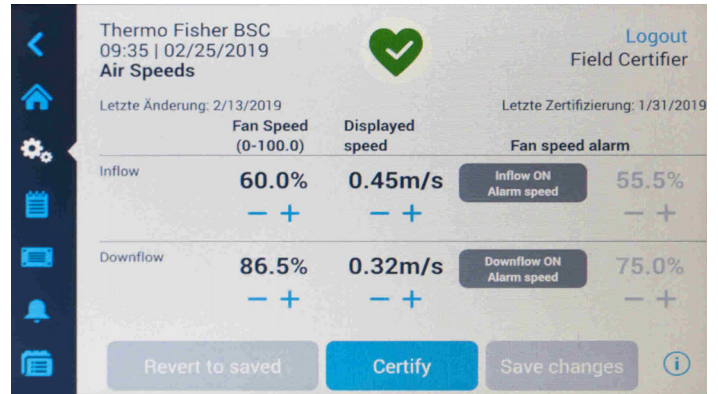 Thermo Fisher BSC
09:35 | 02/25/2019
Air Speeds
Logout
Field Certifier
Letzte Änderung: 2/13/2019
Letzte Zertifizierung: 1/31/2019
Fan Speed
(0-100.0)
Displayed
speed
Fan speed alarm
Inflow
60.0%
0.45m/s
Inflow ON
Alarm speed
55.5%
− +
− +
− +
Downflow
86.5%
0.32m/s
Downflow ON
Alarm speed
75.0%
− +
− +
− +
Revert to saved
Certify
Save changes
i